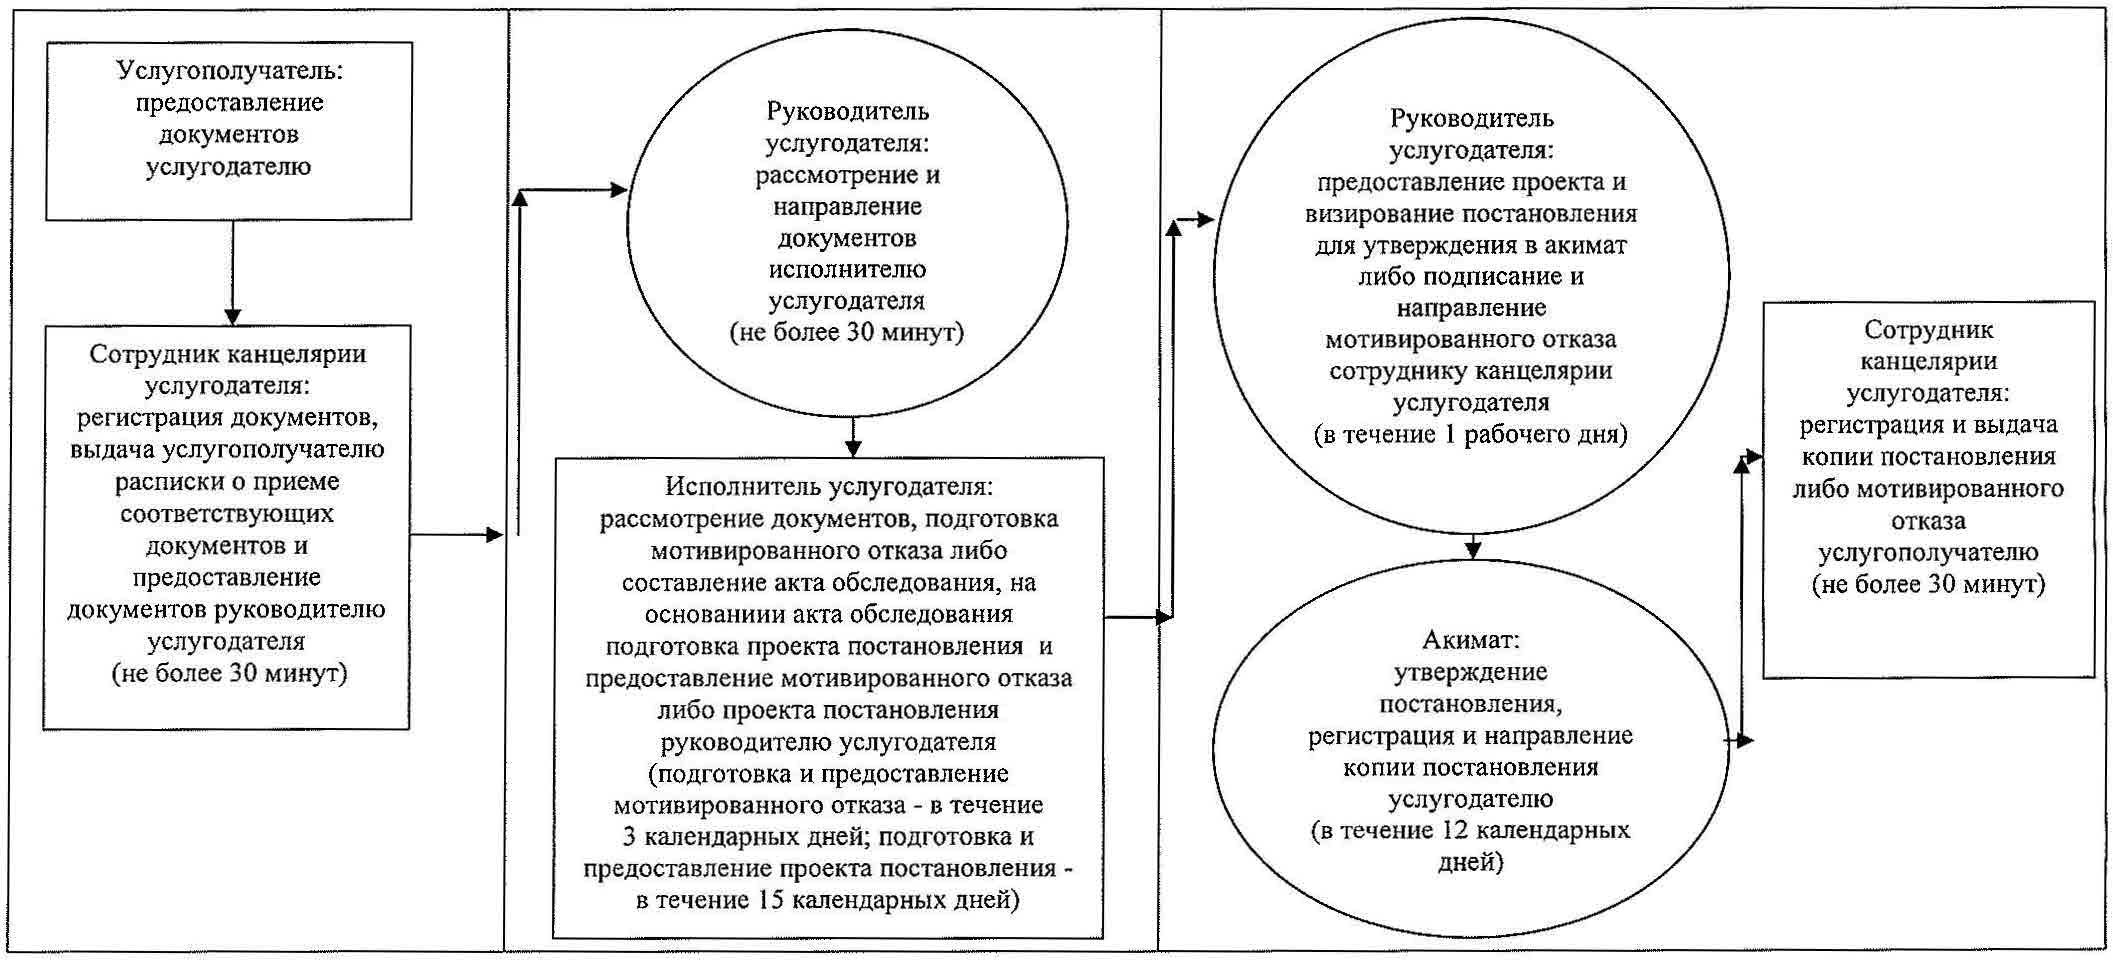 Услугополучатель:
предоставление
документов
услугодателю
Сотрудник канцелярии
услугодателя:
регистрация документов,
выдача услугополучателю
расписки о приеме
соответствующих
документов и
предоставление
документов руководителю
услугодателя
(не более 30 минут)
Руководитель
услугодателя:
рассмотрение и
направление
документов
исполнителю
услугодателя
(не более 30 минут)
Исполнитель услугодателя:
рассмотрение документов, подготовка
мотивированного отказа либо
составление акта обследования, на
основаниии акта обследования
подготовка проекта постановления и
предоставление мотивированного отказа
либо проекта постановления
руководителю услугодателя
(подготовка и предоставление
мотивированного отказа - в течение
3 календарных дней; подготовка и
предоставление проекта постановления -
в течение 15 календарных дней)
Руководитель
услугодателя:
предоставление проекта и
визирование постановления
для утверждения в акимат
либо подписание и
направление
мотивированного отказа
сотруднику канцелярии
услугодателя
(в течение 1 рабочего дня)
Акимат:
утверждение
постановления,
регистрация и направление
копии постановления
услугодателю
(в течение 12 календарных
дней)
Сотрудник
канцелярии
услугодателя:
регистрация и выдача
копии постановления
либо мотивированного
отказа
услугополучателю
(не более 30 минут)